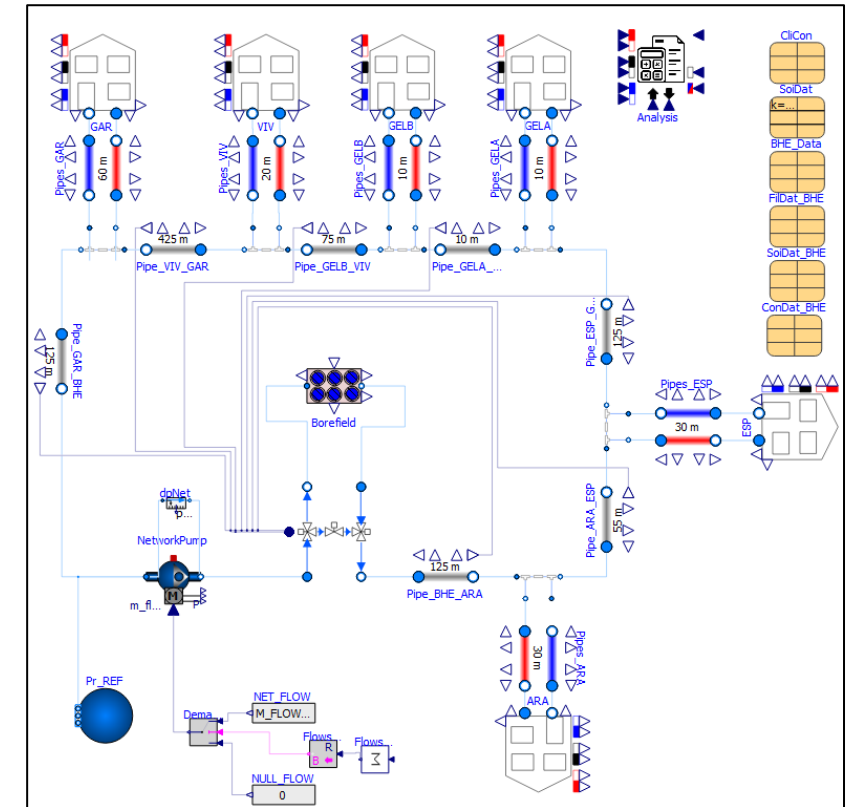 CliCon
SoiDat
k=...
BHE_Data
FilDat_BHE
SoiDat_BHE
ConDat_BHE
Analysis
GAR
VIV
GELB
GELA
Pipes_GAR
60 m
Pipes_VIV
20 m
Pipes_GELB
10 m
Pipes_GELA
10 m
425 m
75 m
10 m
Pipe_VIV_GAR
Pipe_GELB_VIV
Pipe_GELA_...
Pipe_GAR_BHE
125 m
Pipe_ESP_G...
125 m
Borefield
Pipes_ESP
30 m
ESP
Pipe_ARA_ESP
55 m
dpNet
p...
NetworkPump
M
m_fl...
P
125 m
Pipe_BHE_ARA
Pipes_ARA
30 m
ARA
Pr_REF
NET_FLOW
M_FLOW...
Dema...
Flows...
R
B
Flows...
Σ
NULL_FLOW
0